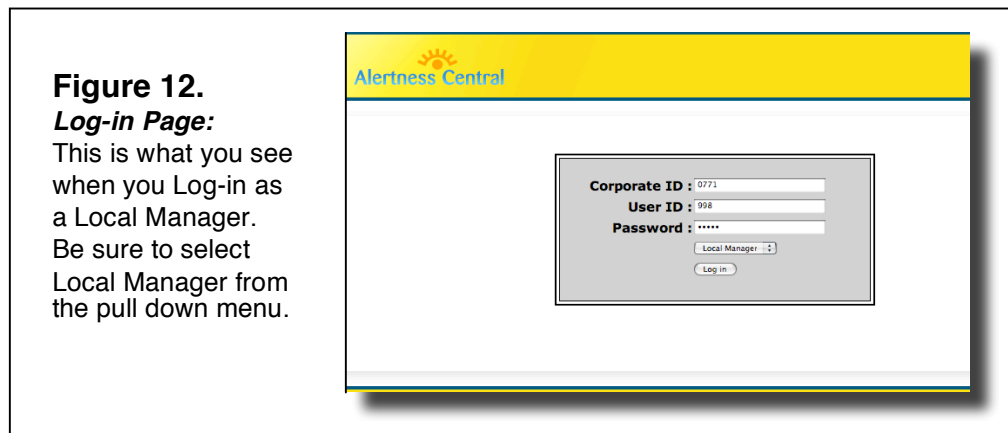 Figure 12.
Log-in Page:
This is what you see
when you Log-in as
a Local Manager.
Be sure to select
Local Manager from
the pull down menu.
Alertness Central
Corporate ID : 0771
User ID : 998
Password : •••••
Local Manager
Log in